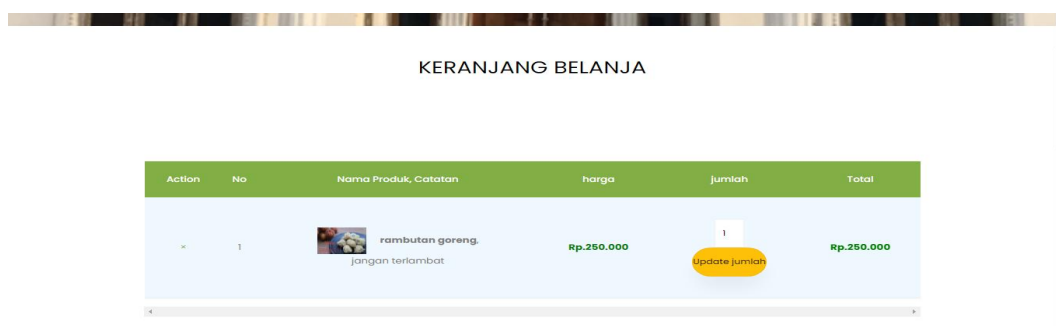 KERANJANG BELANJA
Action No Nama Produk, Catatan harga jumlah Total
× 1 rambutan goreng, Rp.250.000 1 Rp.250.000
jangan terlambat
Update jumlah